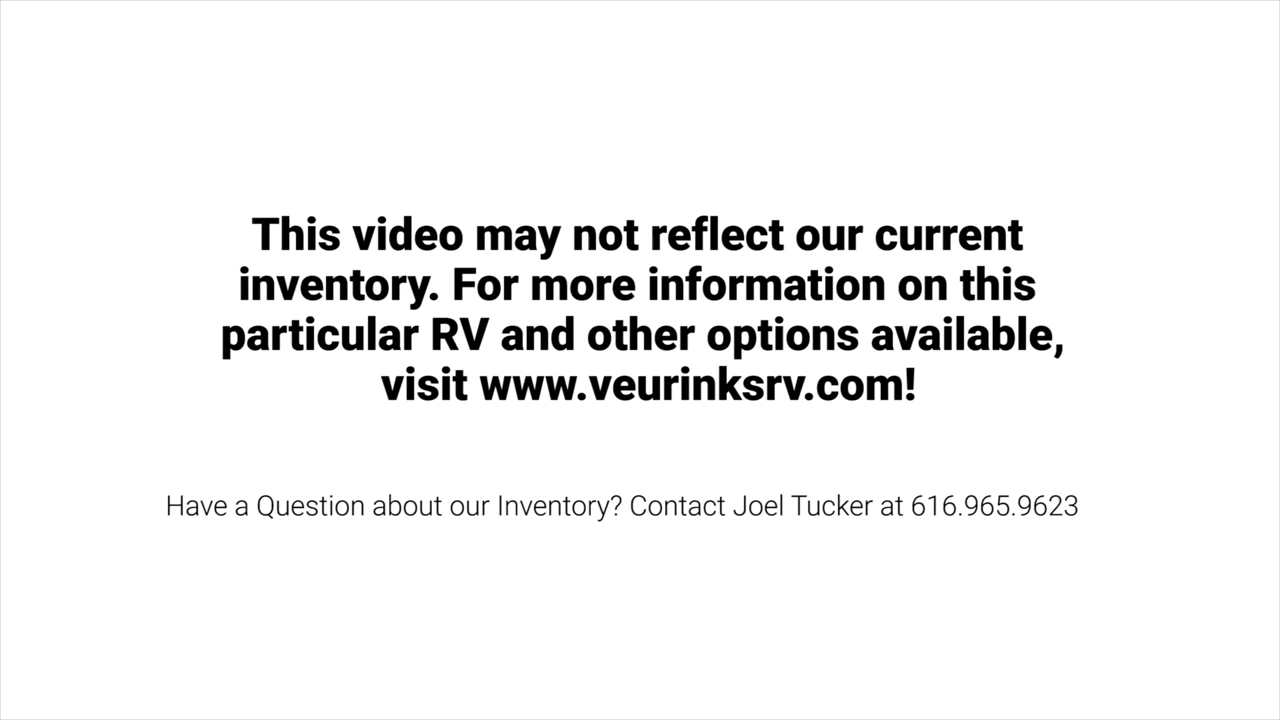 This video may not reflect our current
inventory. For more information on this
particular RV and other options available,
visit www.veurinksrv.com!
Have a Question about our Inventory? Contact Joel Tucker at 616.965.9623